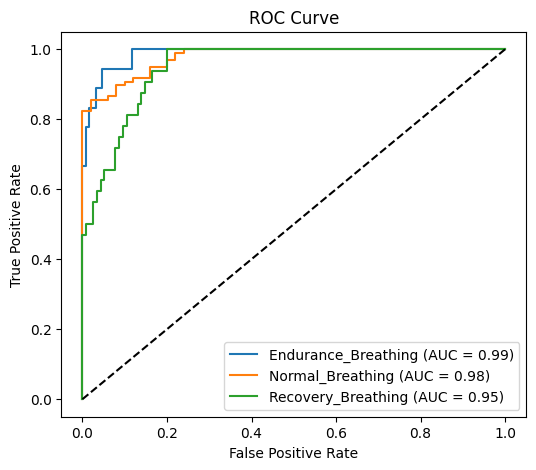 ROC Curve
True Positive Rate
1.0
0.8
0.6
0.4
0.2
0.0
Endurance_Breathing (AUC = 0.99)
Normal_Breathing (AUC = 0.98)
Recovery_Breathing (AUC = 0.95)
0.0 0.2 0.4 0.6 0.8 1.0
False Positive Rate